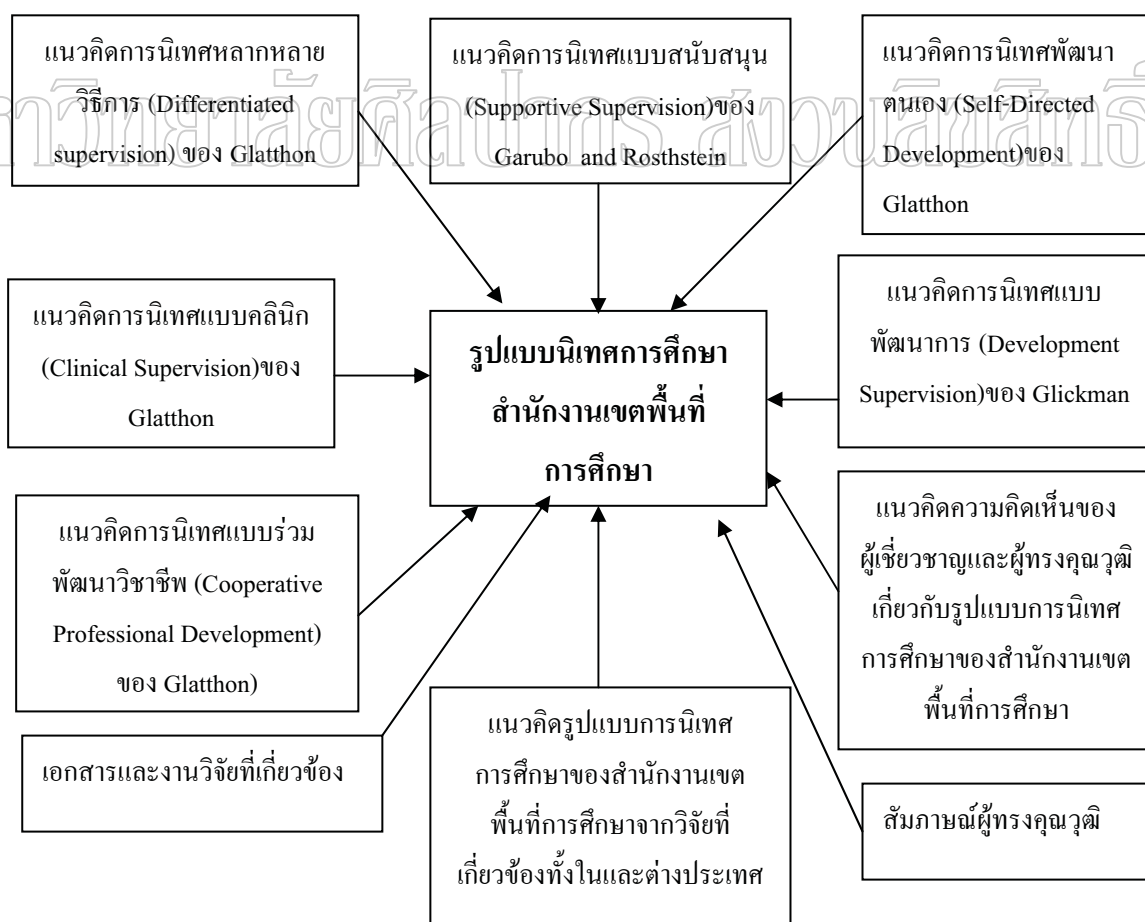 แนวคิดการนิเทศหลากหลาย
วิธีการ (Differentiated
supervision) ของ Glatthon
แนวคิดการนิเทศแบบสนับสนุน
(Supportive Supervision)ของ
Garubo and Rosthstein
แนวคิดการนิเทศพัฒนา
ตนเอง (Self-Directed
Development)ของ
Glatthon
แนวคิดการนิเทศแบบคลินิก
(Clinical Supervision)ของ
Glatthon
รูปแบบนิเทศการศึกษา
สำนักงานเขตพื้นที่
การศึกษา
แนวคิดการนิเทศแบบ
พัฒนาการ (Development
Supervision)ของ Glickman
แนวคิดการนิเทศแบบร่วม
พัฒนาวิชาชีพ (Cooperative
Professional Development)
ของ Glatthon)
แนวคิดความคิดเห็นของ
ผู้เชี่ยวชาญและผู้ทรงคุณวุฒิ
เกี่ยวกับรูปแบบการนิเทศ
การศึกษาของสำนักงานเขต
พื้นที่การศึกษา
เอกสารและงานวิจัยที่เกี่ยวข้อง
แนวคิดรูปแบบการนิเทศ
การศึกษาของสำนักงานเขต
พื้นที่การศึกษาจากวิจัยที่
เกี่ยวข้องทั้งในและต่างประเทศ
สัมภาษณ์ผู้ทรงคุณวุฒิ